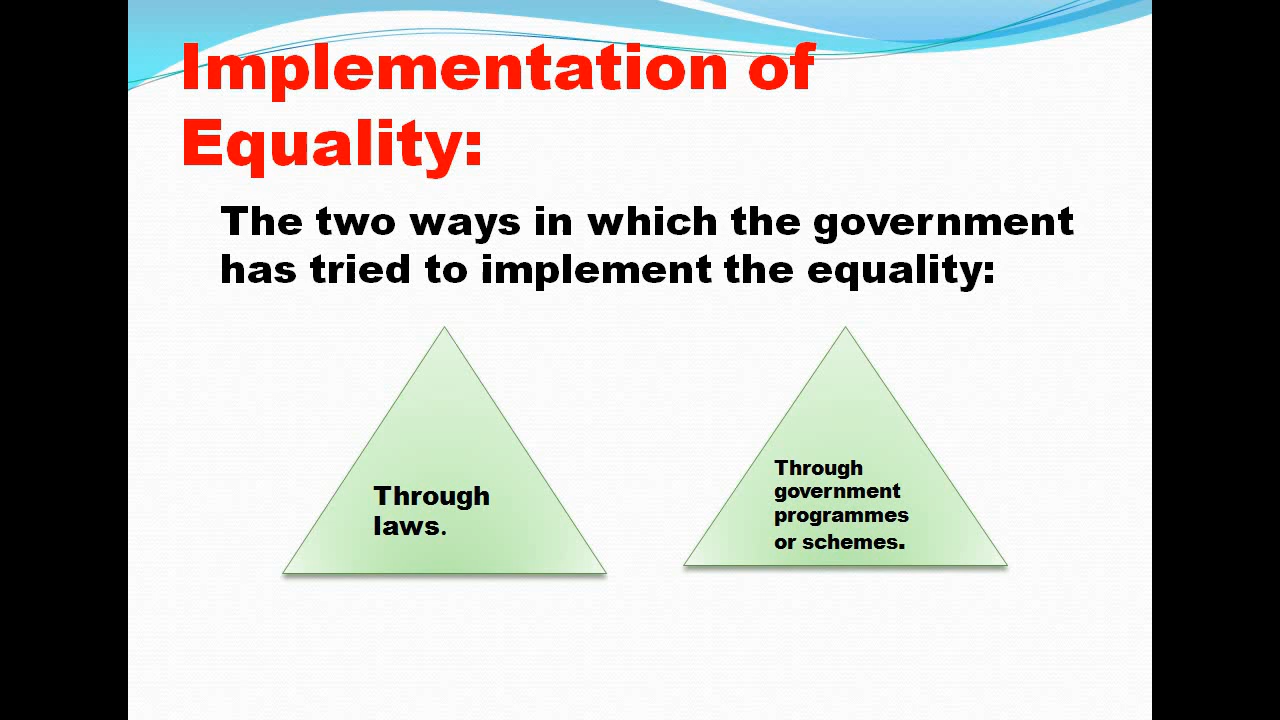 Implementation of
Equality:
The two ways in which the government
has tried to implement the equality:
Through
laws.
Through
government
programmes
or schemes.